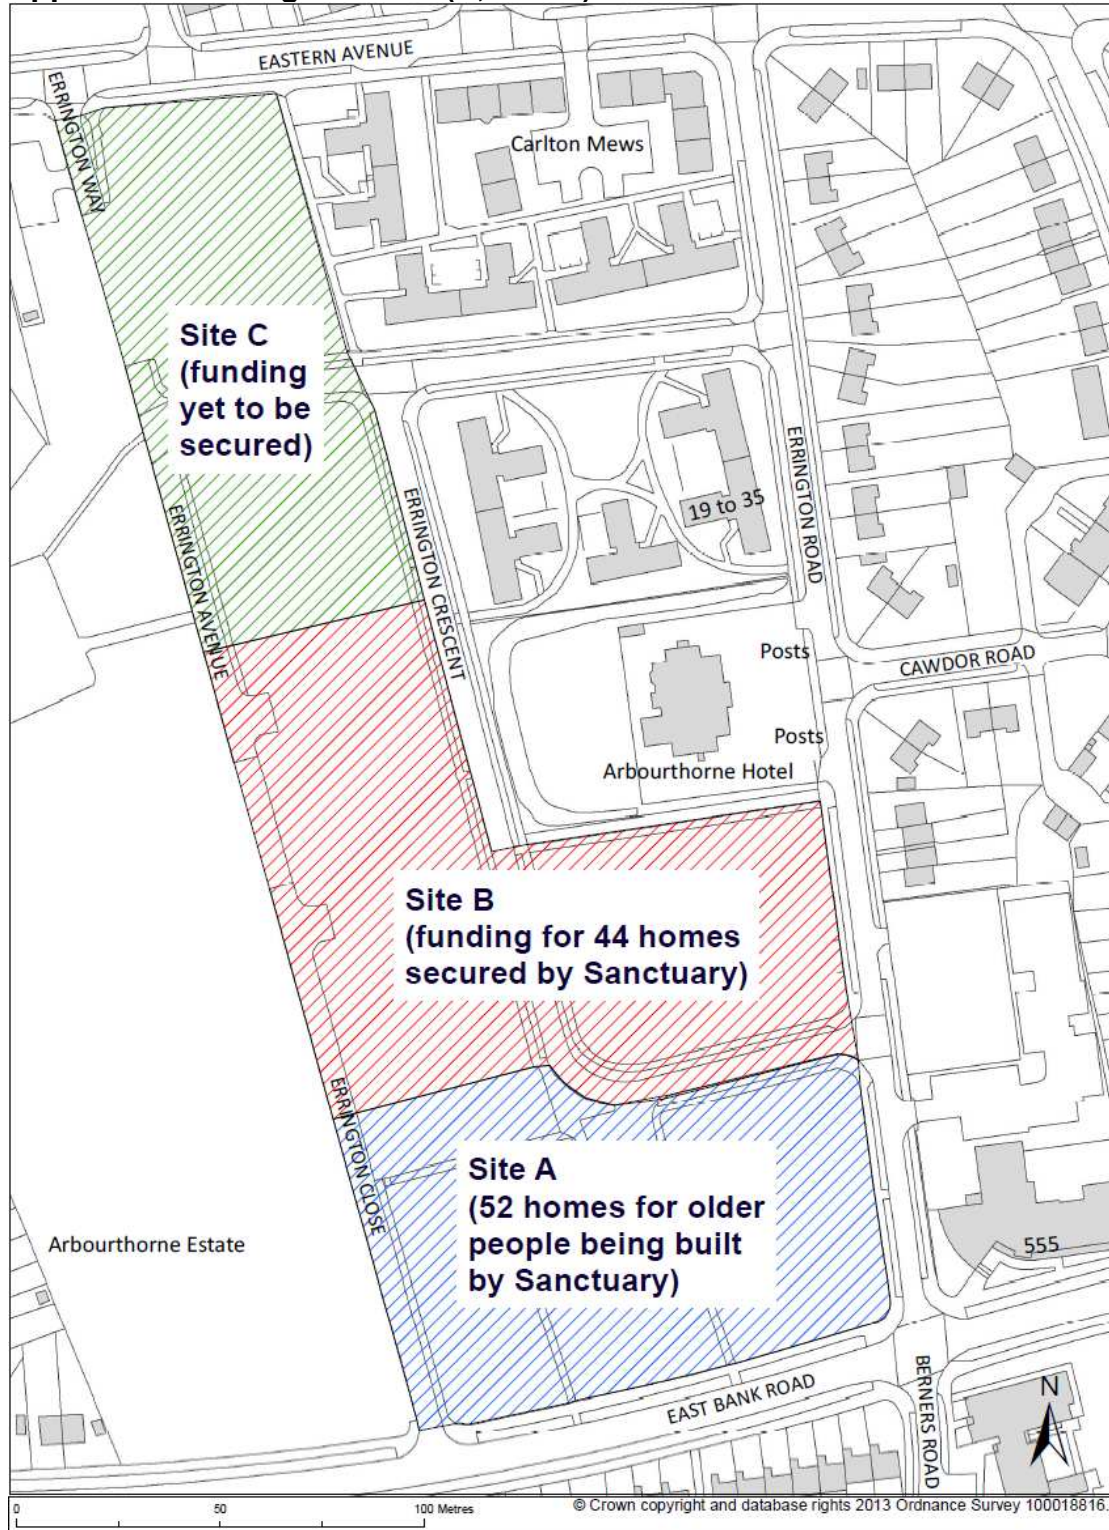 EASTERN AVENUE
ERRINGTON WAY
Carlton Mews
Site C
(funding
yet to be
secured)
ERRINGTON AVENUE
ERRINGTON CRESCENT
19 to 35
ERRINGTON ROAD
Posts
CAWDOR ROAD
Posts
Arbourthorne Hotel
Site B
(funding for 44 homes
secured by Sanctuary)
ERRINGTON CLOSE
Site A
(52 homes for older
people being built
by Sanctuary)
Arbourthorne Estate
555
EAST BANK ROAD
BERNERS ROAD
N
0 50 100 Metres
© Crown copyright and database rights 2013 Ordnance Survey 100018816.